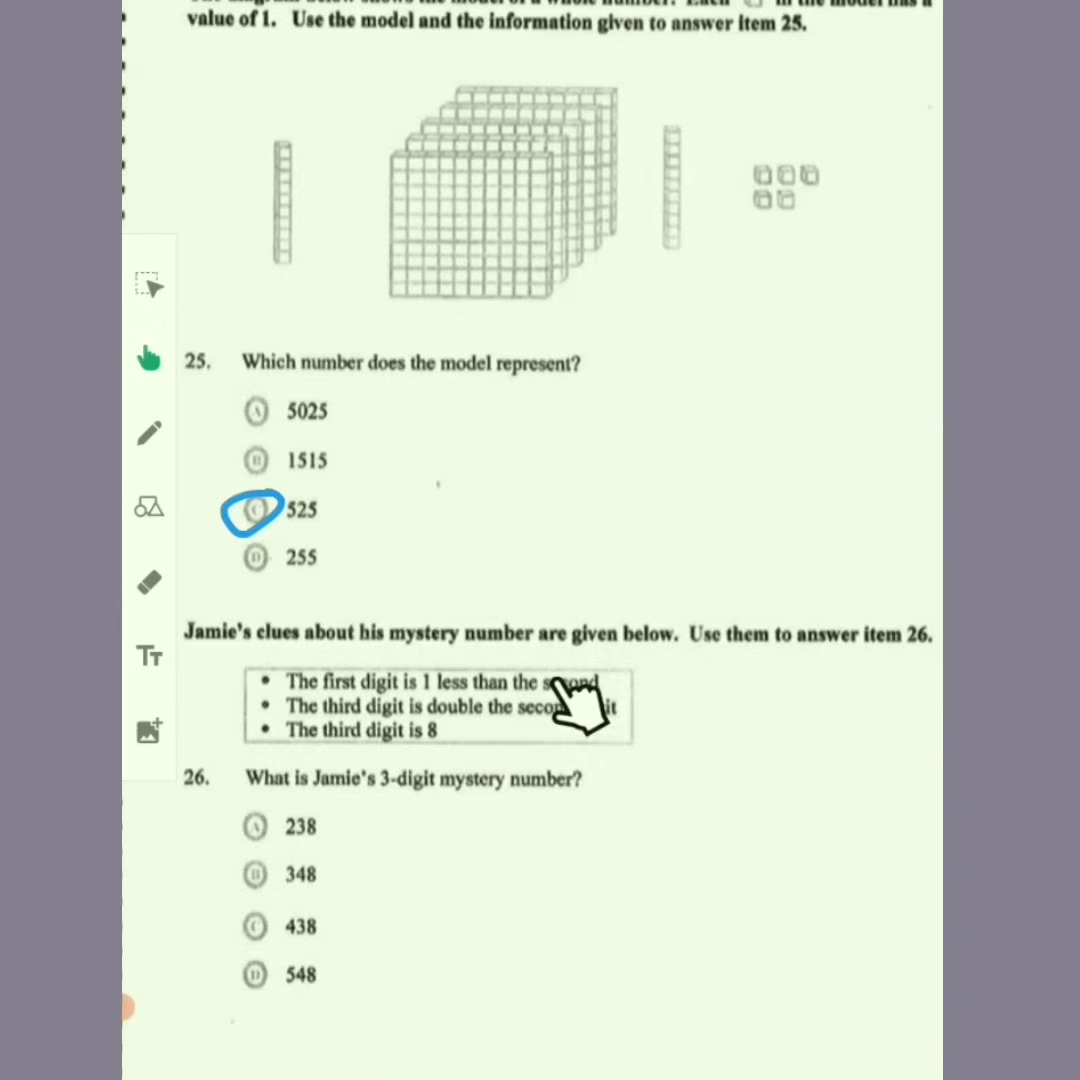 value of 1. Use the model and the information given to answer item 25.
25. Which number does the model represent?
A 5025
B 1515
C 525
D 255
Jamie's clues about his mystery number are given below. Use them to answer item 26.
• The first digit is 1 less than the
• The third digit is double the
• The third digit is 8
26. What is Jamie's 3-digit mystery number?
A 238
B 348
C 438
D 548
TT